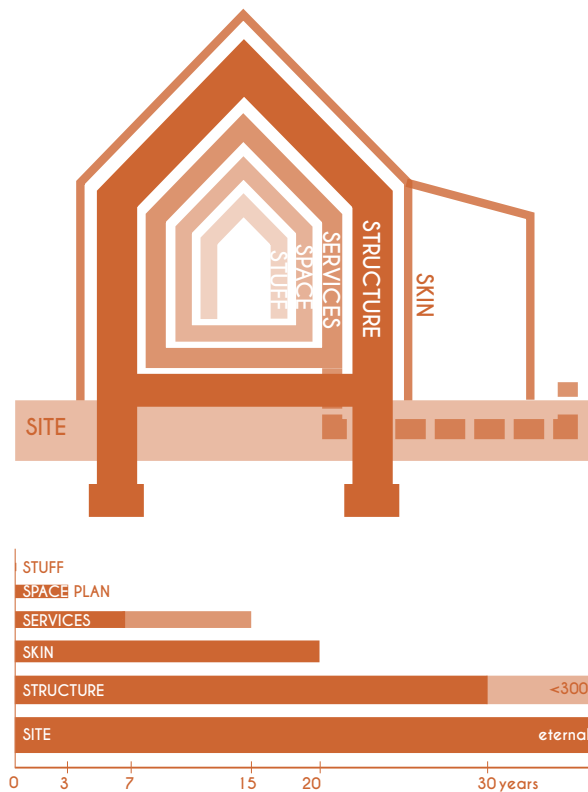 STUFF
SPACE
SERVICES
STRUCTURE
SKIN
SITE
STUFF
SPACE PLAN
SERVICES
SKIN
STRUCTURE <300
SITE eternal
0 3 7 15 20 30 years